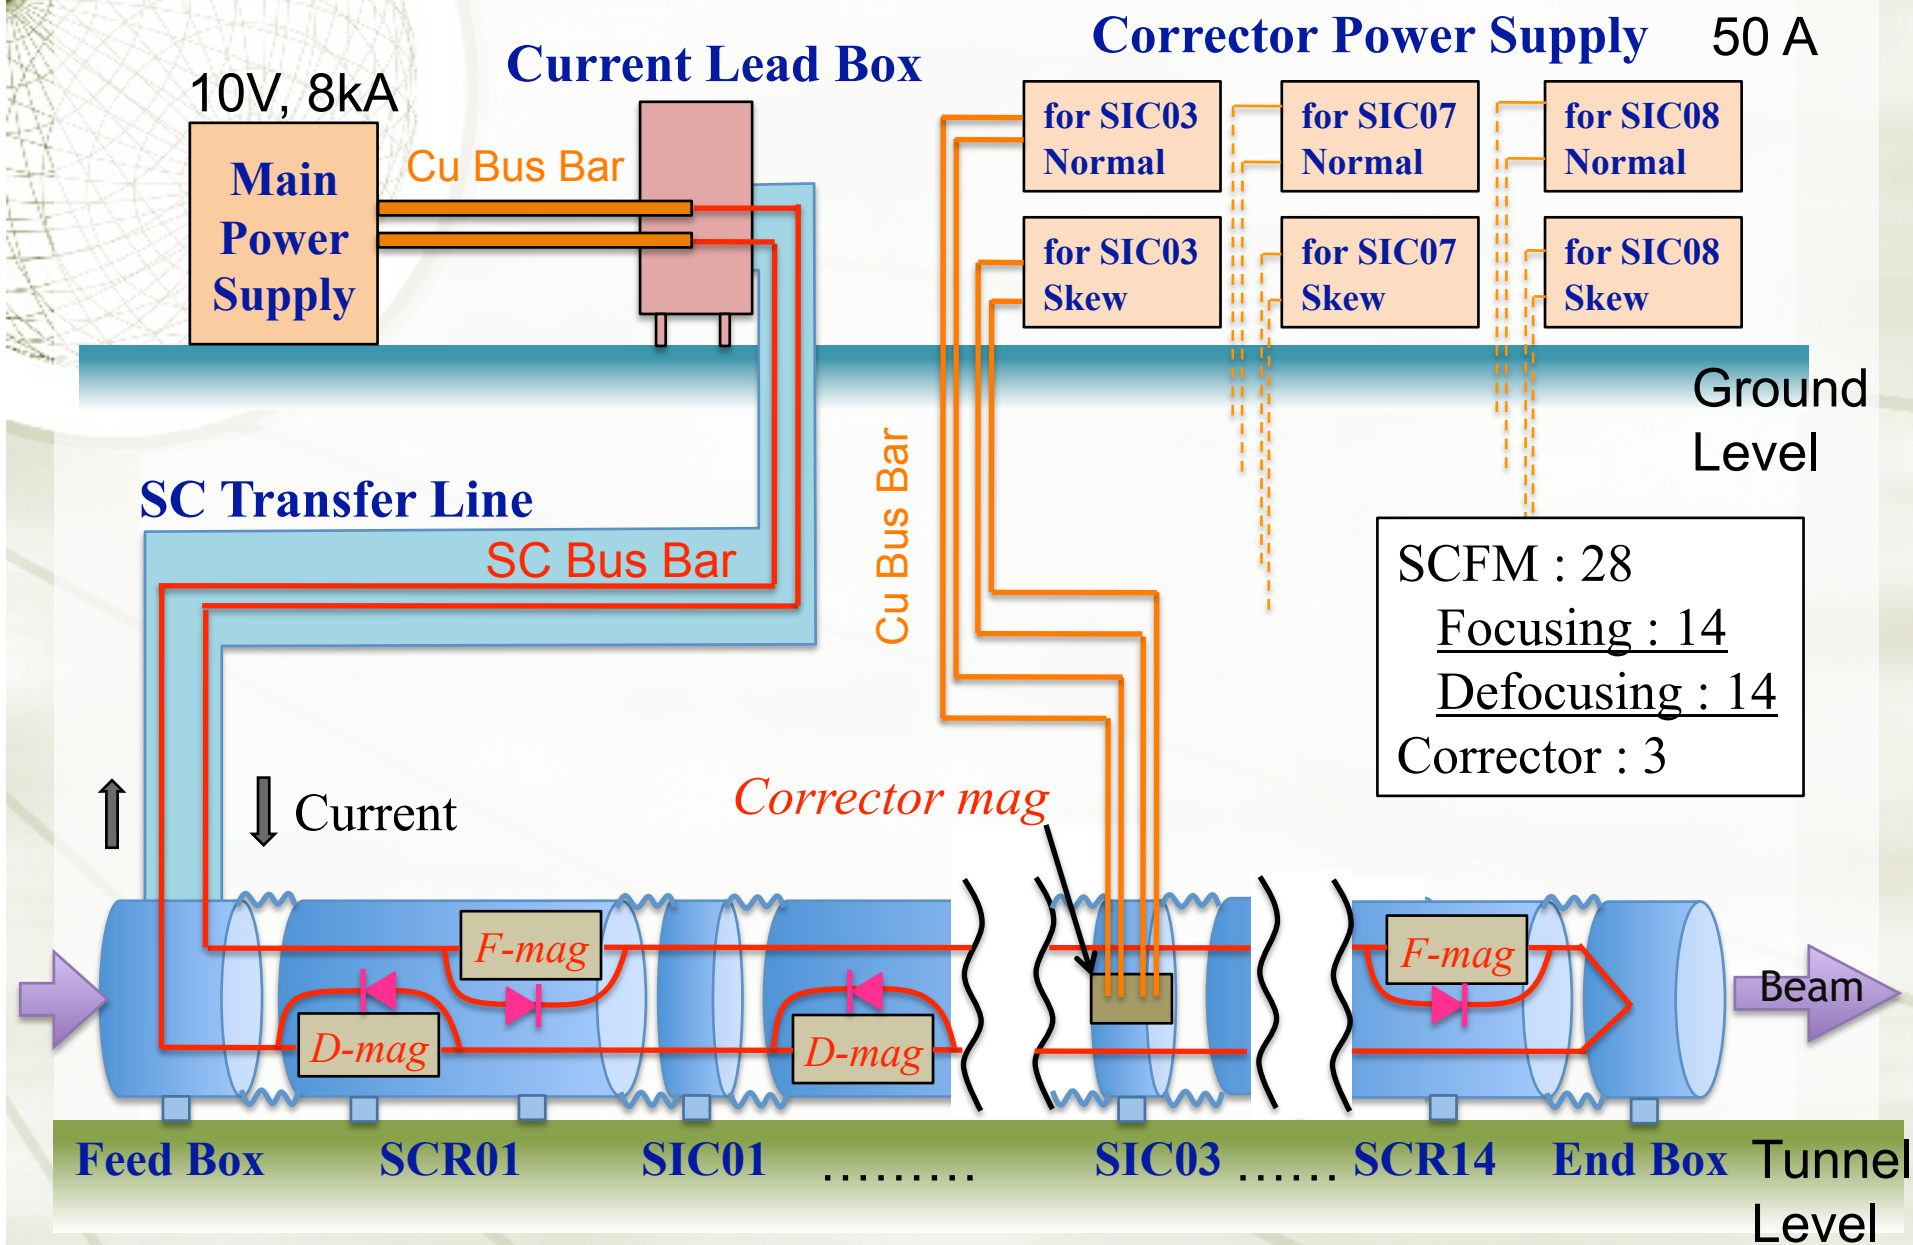 Corrector Power Supply 50 A
Current Lead Box
10V, 8kA
Main
Power
Supply
Cu Bus Bar
for SIC03
Normal
for SIC07
Normal
for SIC08
Normal
for SIC03
Skew
for SIC07
Skew
for SIC08
Skew
Ground
Level
SC Transfer Line
SC Bus Bar
Cu Bus Bar
SCFM : 28
Focusing : 14
Defocusing : 14
Corrector : 3
Current
Corrector mag
F-mag
D-mag
D-mag
F-mag
Beam
Feed Box SCR01 SIC01 ......... SIC03 ...... SCR14 End Box
Tunnel
Level